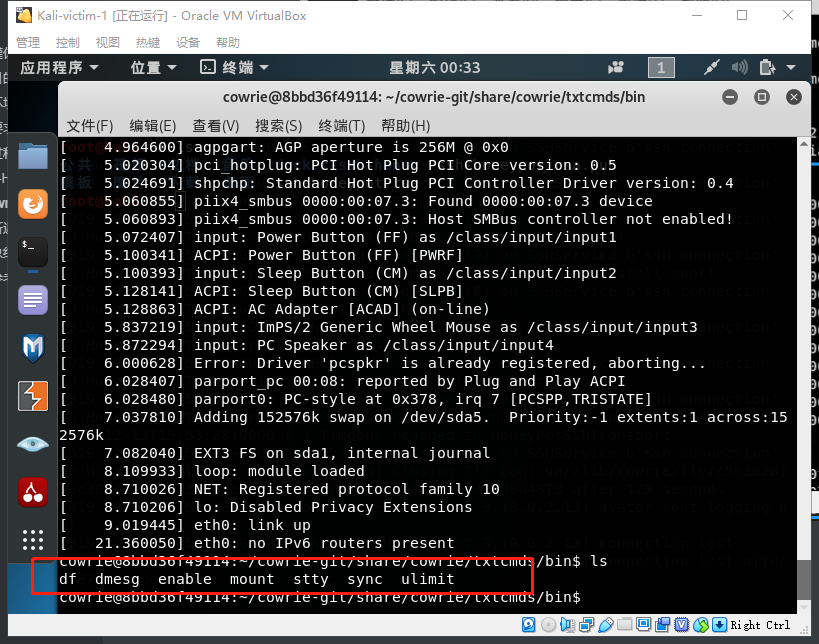 Kali-victim-1 [正在运行] - Oracle VM VirtualBox
管理 控制 视图 热键 设备 帮助
应用程序 位置 终端 星期六 00:33 1
cowrie@8bbd36f49114: ~/cowrie-git/share/cowrie/txtcmds/bin
文件(F) 编辑(E) 查看(V) 搜索(S) 终端(T) 帮助(H)
[    4.964600] agpgart: AGP aperture is 256M @ 0x0
[    5.020304] pci_hotplug: PCI Hot Plug PCI Core version: 0.5
[    5.024691] shpchp: Standard Hot Plug PCI Controller Driver version: 0.4
[    5.060855] piix4_smbus 0000:00:07.3: Found 0000:00:07.3 device
[    5.060893] piix4_smbus 0000:00:07.3: Host SMBus controller not enabled!
[    5.072407] input: Power Button (FF) as /class/input/input1
[    5.100341] ACPI: Power Button (FF) [PWRF]
[    5.100393] input: Sleep Button (CM) as /class/input/input2
[    5.128141] ACPI: Sleep Button (CM) [SLPB]
[    5.128863] ACPI: AC Adapter [ACAD] (on-line)
[    5.837219] input: ImPS/2 Generic Wheel Mouse as /class/input/input3
[    5.872294] input: PC Speaker as /class/input/input4
[    6.000628] Error: Driver 'pcspkr' is already registered, aborting...
[    6.028407] parport_pc 00:08: reported by Plug and Play ACPI
[    6.028480] parport0: PC-style at 0x378, irq 7 [PCSPP,TRISTATE]
[    7.037810] Adding 152576k swap on /dev/sda5.  Priority:-1 extents:1 across:15
2576k
[    7.082040] EXT3 FS on sda1, internal journal
[    8.109933] loop: module loaded
[    8.710026] NET: Registered protocol family 10
[    8.710206] lo: Disabled Privacy Extensions
[    9.019445] eth0: link up
[   21.360050] eth0: no IPv6 routers present
cowrie@8bbd36f49114:~/cowrie-git/share/cowrie/txtcmds/bin$ ls
df  dmesg  enable  mount  stty  sync  ulimit
cowrie@8bbd36f49114:~/cowrie-git/share/cowrie/txtcmds/bin$
Right Ctrl